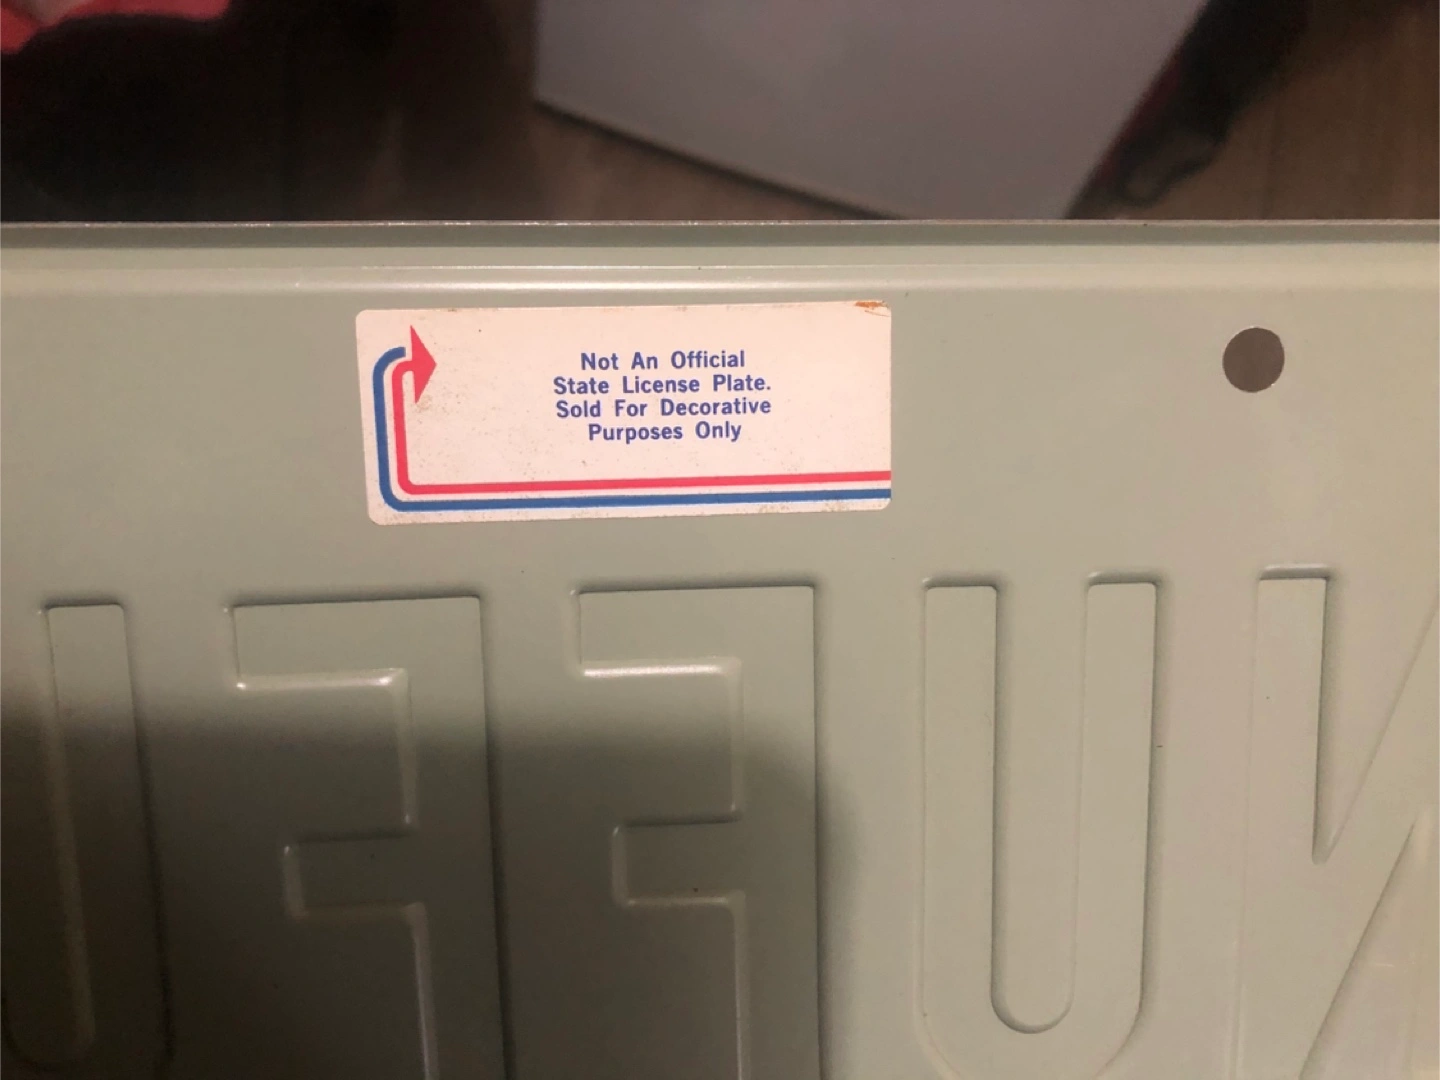 Not An Official
State License Plate.
Sold For Decorative
Purposes Only